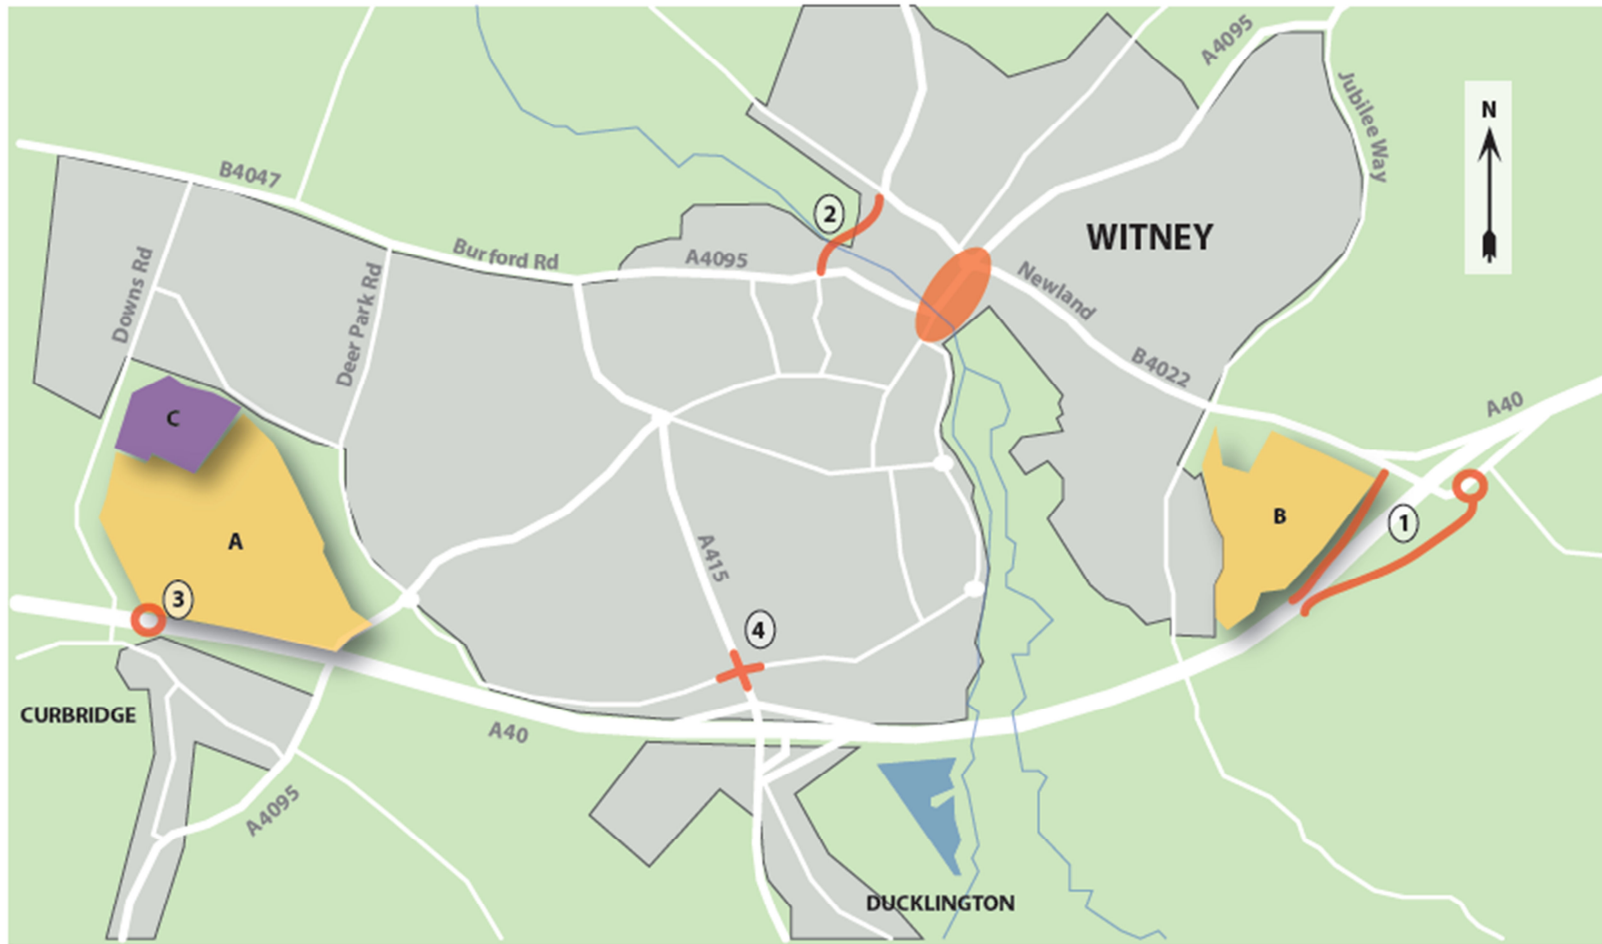 A4095
Jubilee Way
N
B4047
2
WITNEY
Burford Rd
A4095
Downs Rd
Deer Park Rd
Newland
B4022
C
A40
A
B
1
A415
3
4
CURBRIDGE
A40
A4095
DUCKLINGTON